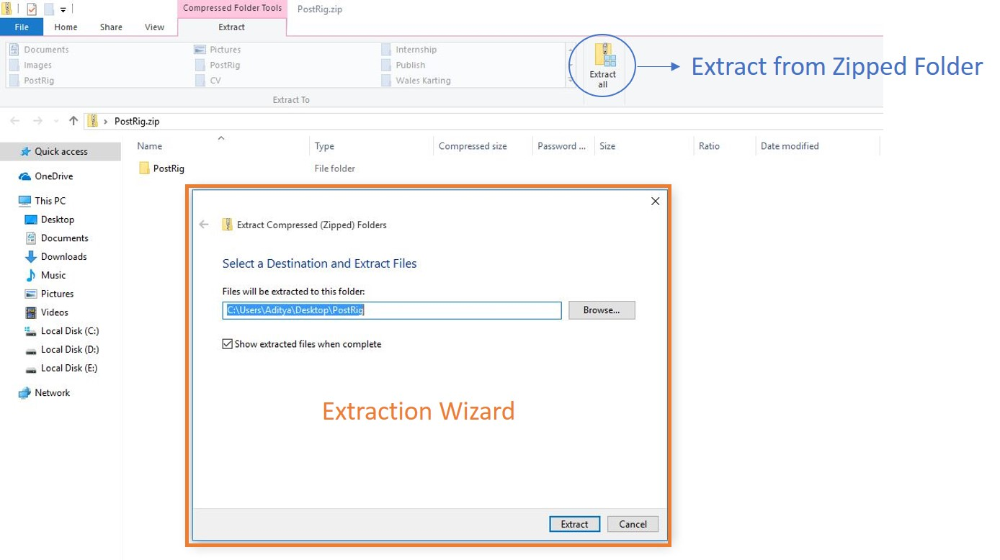 Compressed Folder Tools
PostRig.zip
File
Home
Share
View
Extract
Documents
Pictures
Internship
Images
PostRig
Publish
PostRig
CV
Wales Karting
Extract To
Extract
all
Extract from Zipped Folder
PostRig.zip
Name
Type
Compressed size
Password ...
Size
Ratio
Date modified
PostRig
File folder
Quick access
OneDrive
This PC
Desktop
Documents
Downloads
Music
Pictures
Videos
Local Disk (C:)
Local Disk (D:)
Local Disk (E:)
Network
Extract Compressed (Zipped) Folders
Select a Destination and Extract Files
Files will be extracted to this folder:
C:\Users\Aditya\Desktop\PostRig
Browse...
Show extracted files when complete
Extraction Wizard
Extract
Cancel